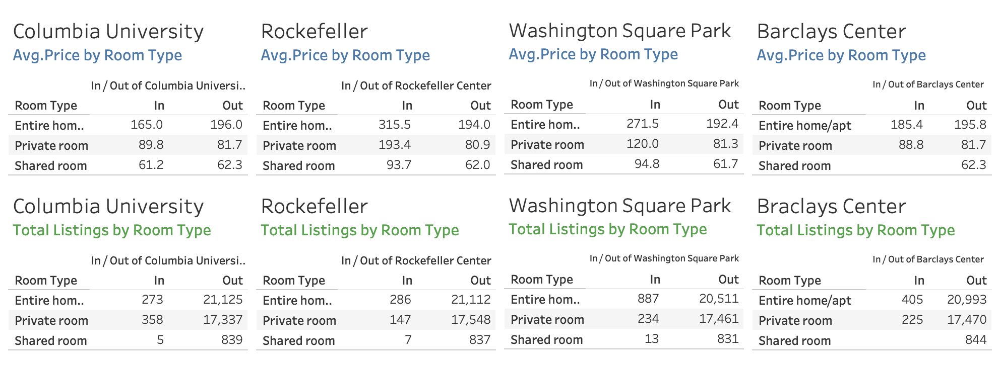 Columbia University
Avg.Price by Room Type
In / Out of Columbia Universi..
Room Type In Out
Entire hom.. 165.0 196.0
Private room 89.8 81.7
Shared room 61.2 62.3
Rockefeller
Avg.Price by Room Type
In / Out of Rockefeller Center
Room Type In Out
Entire hom.. 315.5 194.0
Private room 193.4 80.9
Shared room 93.7 62.0
Washington Square Park
Avg.Price by Room Type
In / Out of Washington Square Park
Room Type In Out
Entire hom.. 271.5 192.4
Private room 120.0 81.3
Shared room 94.8 61.7
Barclays Center
Avg.Price by Room Type
In / Out of Barclays Center
Room Type In Out
Entire home/apt 185.4 195.8
Private room 88.8 81.7
Shared room 62.3
Columbia University
Total Listings by Room Type
In / Out of Columbia Universi..
Room Type In Out
Entire hom.. 273 21,125
Private room 358 17,337
Shared room 5 839
Rockefeller
Total Listings by Room Type
In / Out of Rockefeller Center
Room Type In Out
Entire hom.. 286 21,112
Private room 147 17,548
Shared room 7 837
Washington Square Park
Total Listings by Room Type
In / Out of Washington Square Park
Room Type In Out
Entire hom.. 887 20,511
Private room 234 17,461
Shared room 13 831
Braclays Center
Total Listings by Room Type
In / Out of Barclays Center
Room Type In Out
Entire home/apt 405 20,993
Private room 225 17,470
Shared room 844